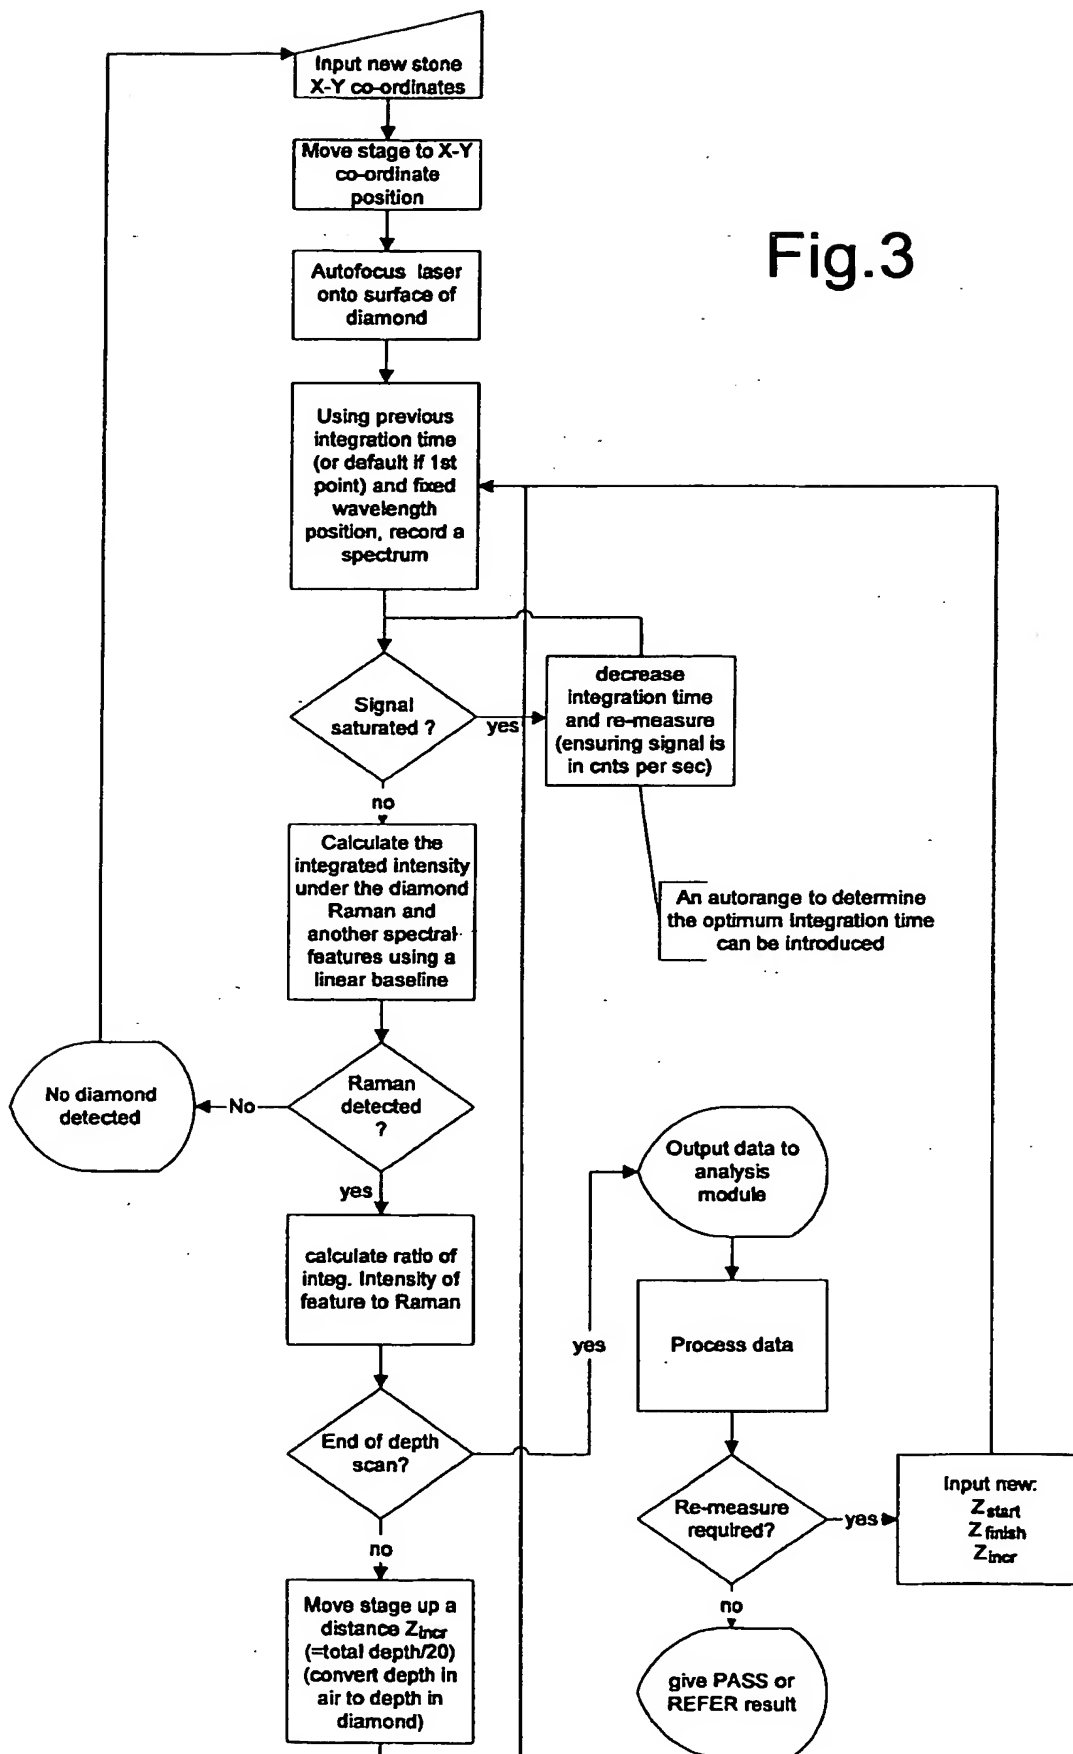 Input new stone
X-Y co-ordinates
Move stage to X-Y
co-ordinate
position
Fig.3
Autofocus laser
onto surface of
diamond
Using previous
integration time
(or default if 1st
point) and fixed
wavelength
position, record a
spectrum
Signal
saturated ?
yes
decrease
integration time
and re-measure
(ensuring signal is
in cnts per sec)
no
Calculate the
integrated intensity
under the diamond
Raman and
another spectral
features using a
linear baseline
An autorange to determine
the optimum integration time
can be introduced
Raman
detected
?
No
No diamond
detected
yes
Output data to
analysis
module
calculate ratio of
integ. Intensity of
feature to Raman
yes
Process data
End of depth
scan?
Re-measure
required?
yes
Input new:
Zstart
Zfinish
Zincr
no
Move stage up a
distance Zincr
(=total depth/20)
(convert depth in
air to depth in
diamond)
no
give PASS or
REFER result